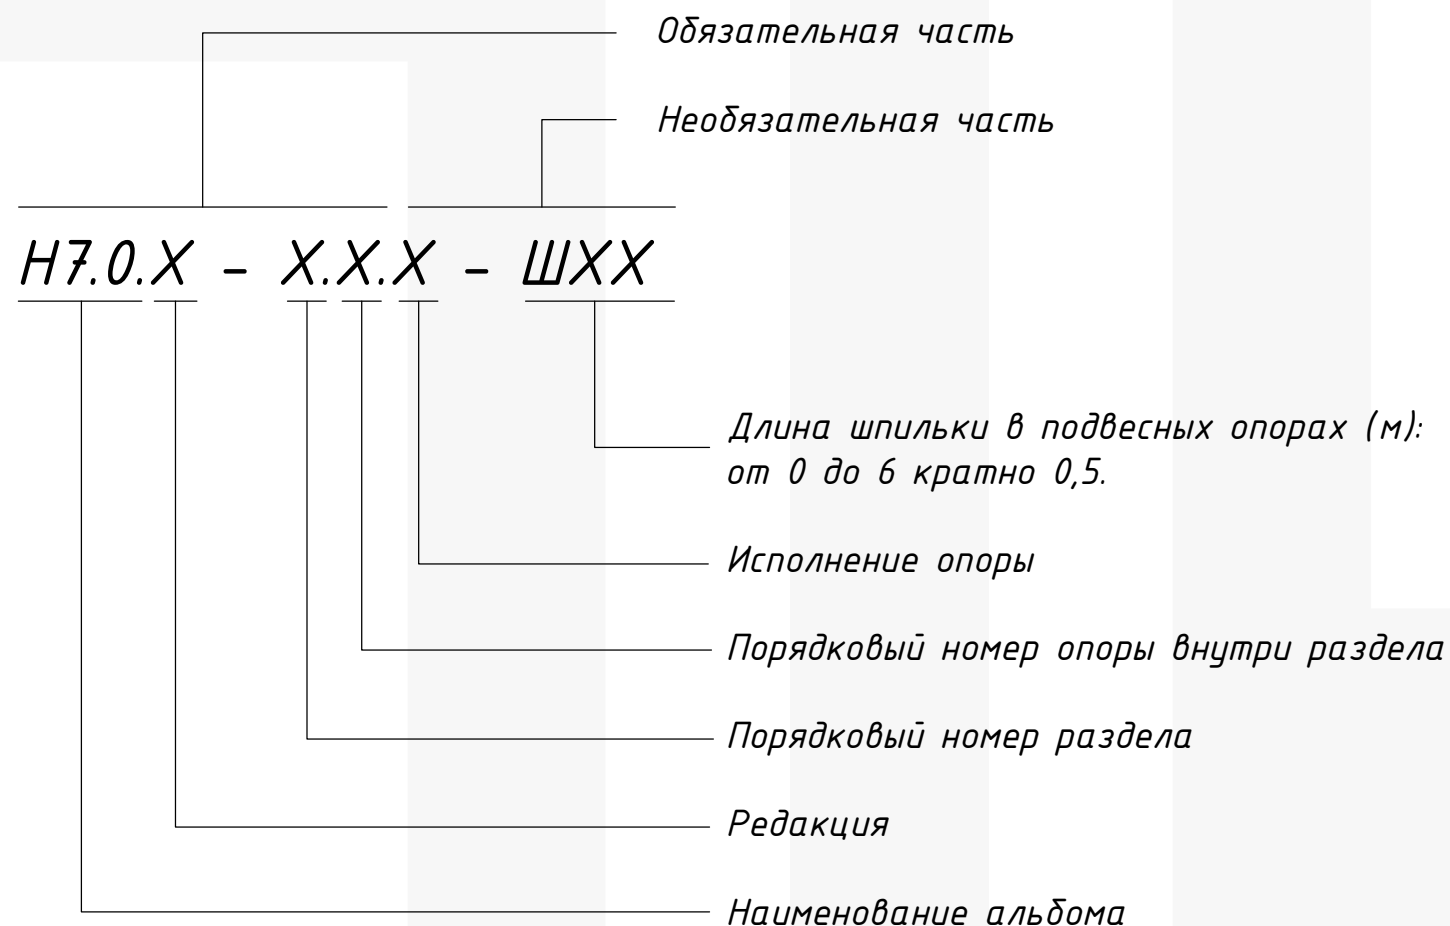 Обязательная часть
Необязательная часть
Н7.0.Х - Х.Х.Х - ШХХ
Длина шпильки в подвесных опорах (м):
от 0 до 6 кратно 0,5.
Исполнение опоры
Порядковый номер опоры внутри раздела
Порядковый номер раздела
Редакция
Наименование альбома